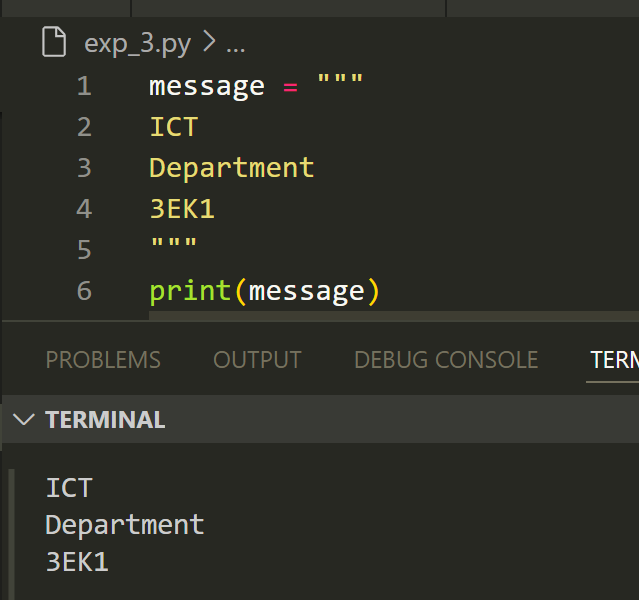 exp_3.py > ...
1 message = """
2 ICT
3 Department
4 3EK1
5 """
6 print(message)
PROBLEMS OUTPUT DEBUG CONSOLE TERM
TERMINAL
ICT
Department
3EK1